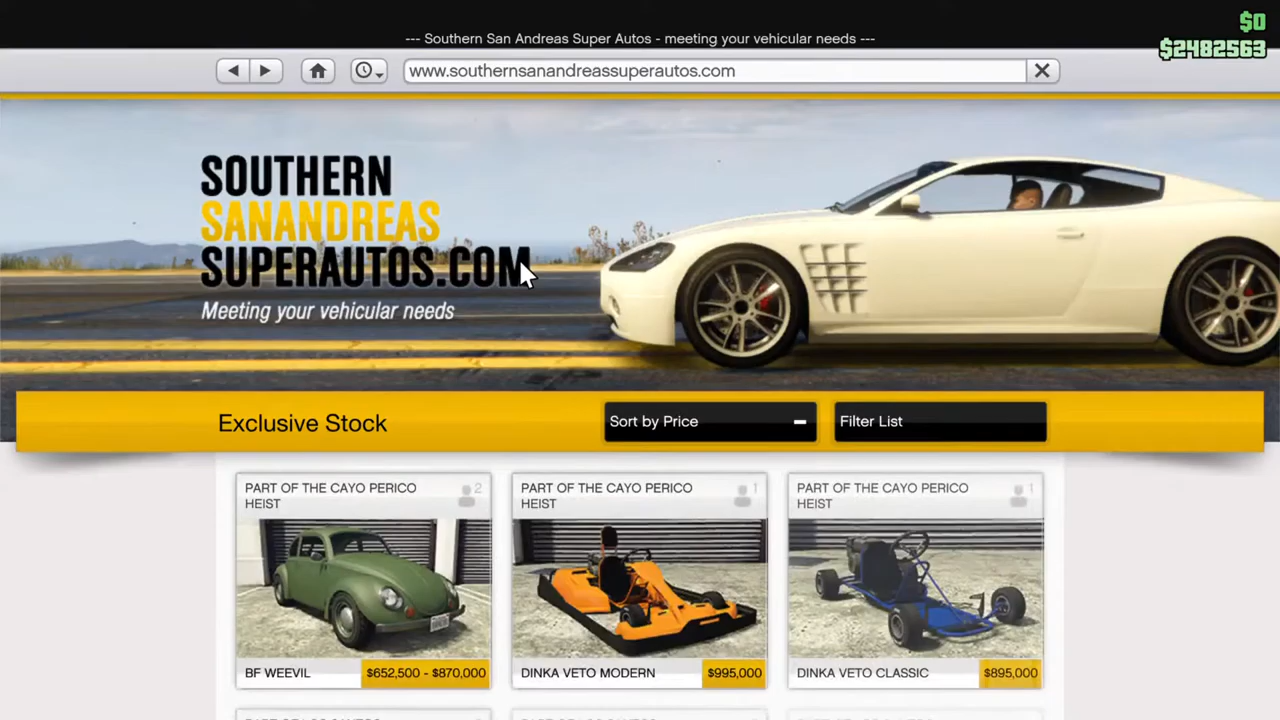 $0
--- Southern San Andreas Super Autos - meeting your vehicular needs ---
$2482563
www.southernsanandreassuperautos.com
SOUTHERN
SANANDREAS
SUPERAUTOS.COM
Meeting your vehicular needs
Exclusive Stock
Sort by Price
Filter List
PART OF THE CAYO PERICO
HEIST
2
BF WEEVIL
$652,500 - $870,000
PART OF THE CAYO PERICO
HEIST
1
DINKA VETO MODERN
$995,000
PART OF THE CAYO PERICO
HEIST
1
DINKA VETO CLASSIC
$895,000